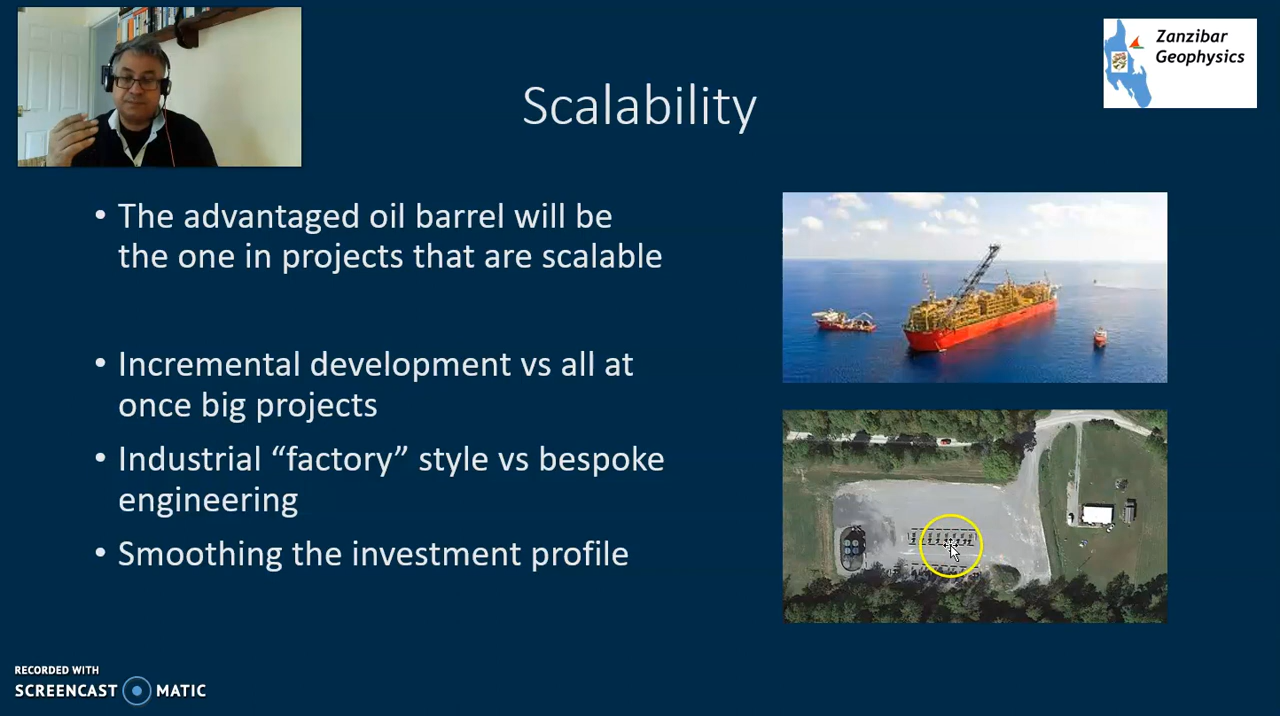 Zanzibar
Geophysics
Scalability
• The advantaged oil barrel will be
the one in projects that are scalable
• Incremental development vs all at
once big projects
• Industrial “factory” style vs bespoke
engineering
• Smoothing the investment profile
RECORDED WITH
SCREENCAST MATIC